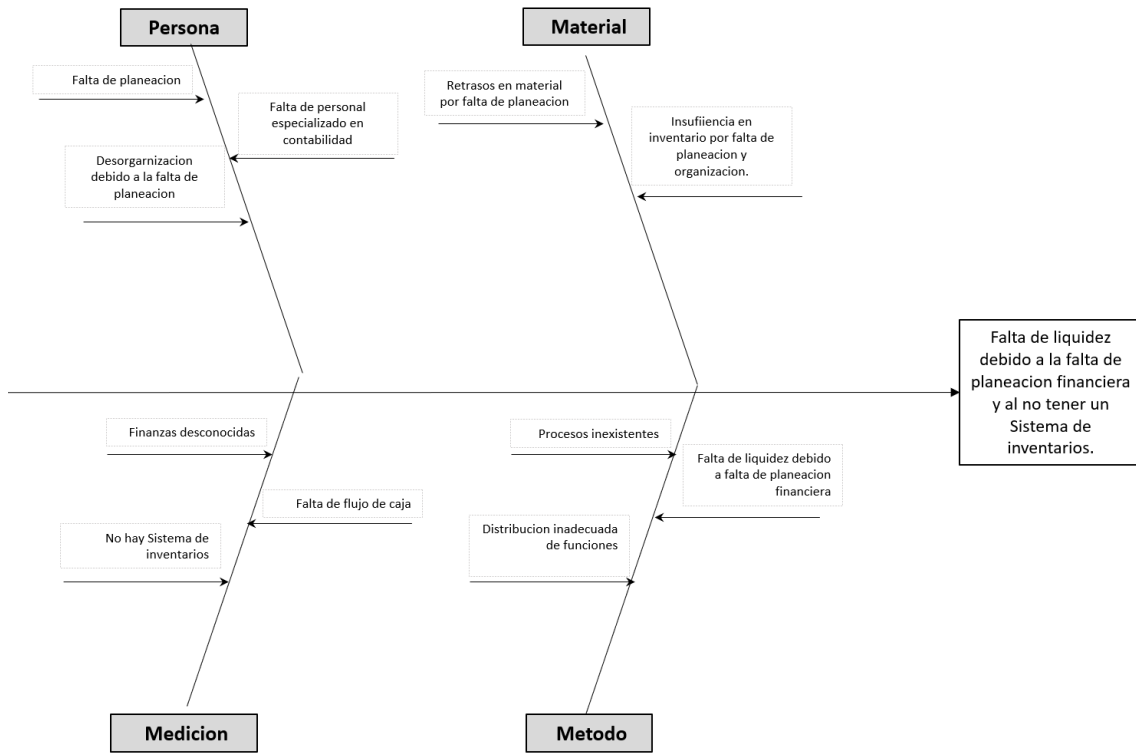 Persona
Material
Falta de planeacion
Falta de personal
especializado en
contabilidad
Desorgarnizacion
debido a la falta de
planeacion
Retrasos en material
por falta de planeacion
Insufiiencia en
inventario por falta de
planeacion y
organizacion.
Falta de liquidez
debido a la falta de
planeacion financiera
y al no tener un
Sistema de
inventarios.
Finanzas desconocidas
Falta de flujo de caja
No hay Sistema de
inventarios
Procesos inexistentes
Falta de liquidez debido
a falta de planeacion
financiera
Distribucion inadecuada
de funciones
Medicion
Metodo